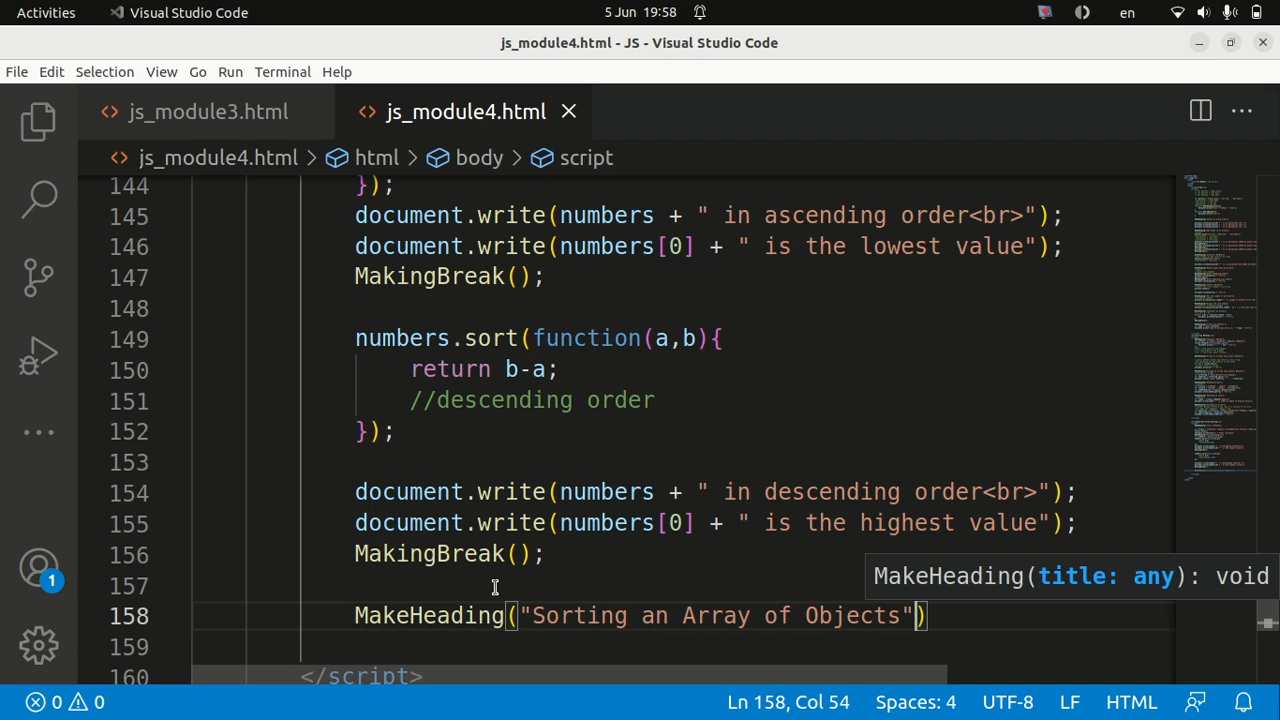 Activities Visual Studio Code 5 Jun 19:58 en
js_module4.html - JS - Visual Studio Code
File Edit Selection View Go Run Terminal Help
js_module3.html js_module4.html
js_module4.html > html > body > script
144 });
145 document.write(numbers + " in ascending order<br>");
146 document.write(numbers[0] + " is the lowest value");
147 MakingBreak();
148
149 numbers.sort(function(a,b){
150 return b-a;
151 //descending order
152 });
153
154 document.write(numbers + " in descending order<br>");
155 document.write(numbers[0] + " is the highest value");
156 MakingBreak();
157
MakeHeading(title: any): void
158 MakeHeading("Sorting an Array of Objects")
159
160 </script>
1
0 0 Ln 158, Col 54 Spaces: 4 UTF-8 LF HTML